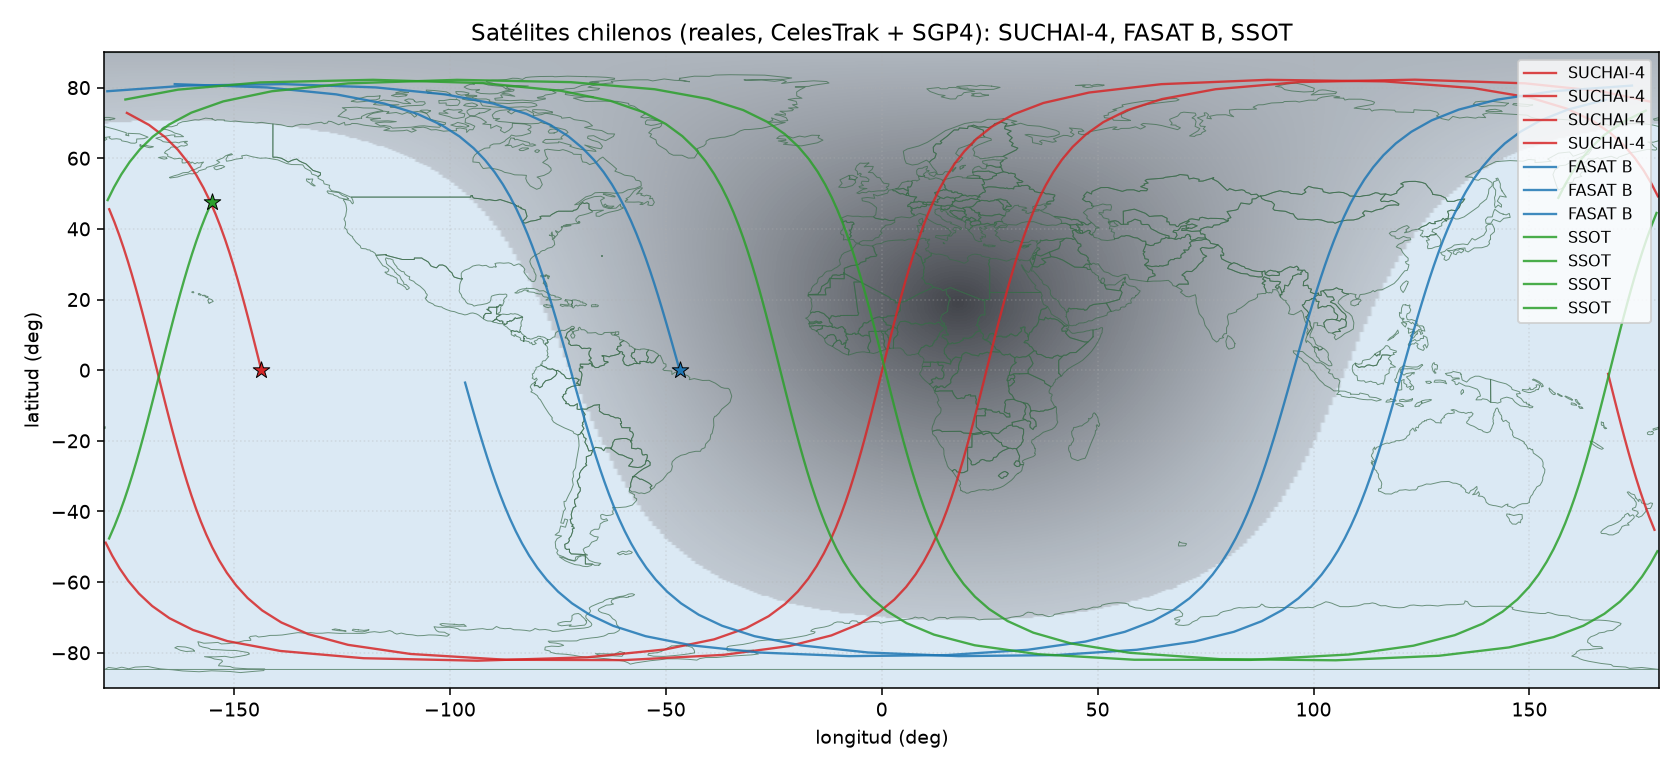 Satélites chilenos (reales, CelesTrak + SGP4): SUCHAI-4, FASAT B, SSOT
SUCHAI-4
SUCHAI-4
SUCHAI-4
SUCHAI-4
FASAT B
FASAT B
FASAT B
SSOT
SSOT
SSOT
SSOT
latitud (deg)
80
60
40
20
0
−20
−40
−60
−80
−150
−100
−50
0
50
100
150
longitud (deg)